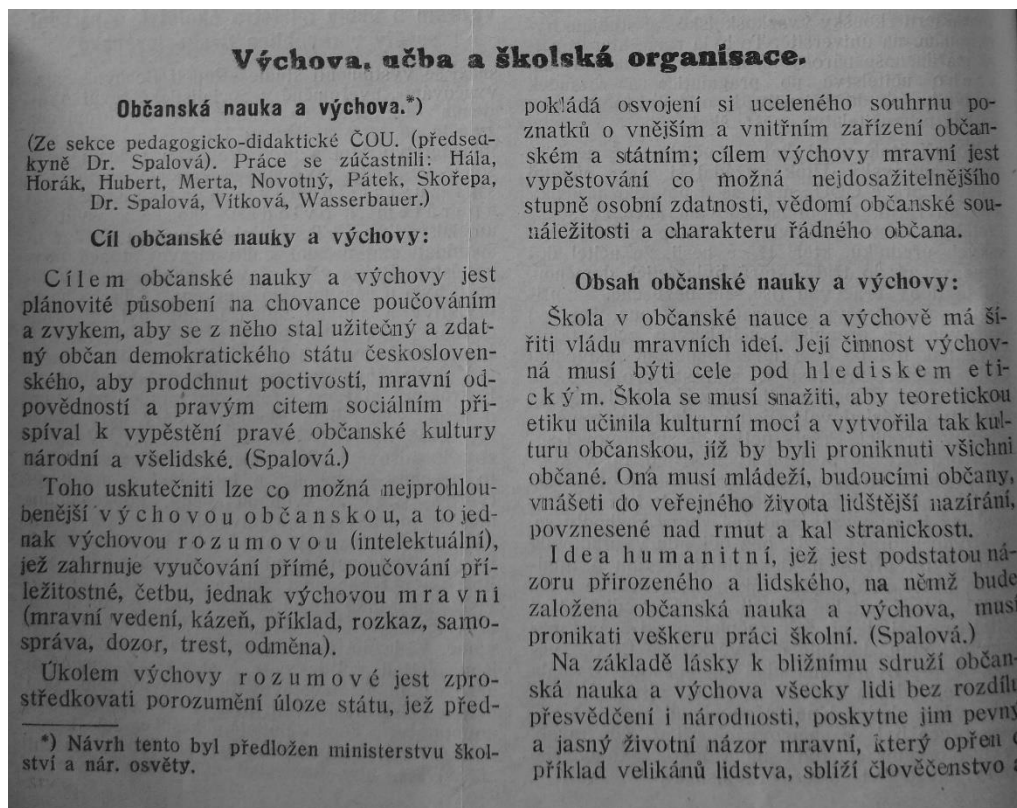 Výchova, učba a školská organisace.
Občanská nauka a výchova.*)
(Ze sekce pedagogicko-didaktické ČOU. (předsed-
kyně Dr. Spalová). Práce se zúčastnili: Hála,
Horák, Hubert, Merta, Novotný, Pátek, Skořepa,
Dr. Spalová, Vítková, Wasserbauer.)
Cíl občanské nauky a výchovy:
Cílem občanské nauky a výchovy jest
plánovité působení na chovance poučováním
a zvykem, aby se z něho stal užitečný a zdat-
ný občan demokratického státu českosloven-
ského, aby prodchnut poctivostí, mravní od-
povědností a pravým citem sociálním při-
spíval k vypěstění pravé občanské kultury
národní a všelidské. (Spalová.)
Toho uskutečniti lze co možná nejprohlou-
benější výchovou občanskou, a to jed-
nak výchovou rozumovou (intelektuální),
jež zahrnuje vyučování přímé, poučování pří-
ležitostné, četbu, jednak výchovou mravní
(mravní vedení, kázeň, příklad, rozkaz, samo-
správa, dozor, trest, odměna).
Úkolem výchovy rozumové jest zpro-
středkovati porozumění úloze státu, jež před-
*) Návrh tento byl předložen ministerstvu škol-
ství a nár. osvěty.
pokládá osvojení si uceleného souhrnu po-
znatků o vnějším a vnitřním zařízení občan-
ském a státním; cílem výchovy mravní jest
vypěstování co možná nejdosažitelnějšího
stupně osobní zdatnosti, vědomí občanské sou-
náležitosti a charakteru řádného občana.
Obsah občanské nauky a výchovy:
Škola v občanské nauce a výchově má ší-
řiti vládu mravních ideí. Její činnost výchov-
ná musí býti cele pod hlediskem eti-
ckým. Škola se musí snažiti, aby teoretickou
etiku učinila kulturní mocí a vytvořila tak kul-
turu občanskou, jíž by byli proniknuti všichni
občané. Ona musí mládeží, budoucími občany,
vnášeti do veřejného života lidštější nazírání,
povznesené nad rmut a kal stranickosti.
Idea humanitní, jež jest podstatou ná-
zoru přirozeného a lidského, na němž bude
založena občanská nauka a výchova, musí
pronikati veškeru práci školní. (Spalová.)
Na základě lásky k bližnímu sdruží občan-
ská nauka a výchova všecky lidi bez rozdílu
přesvědčení i národnosti, poskytne jim pevný
a jasný životní názor mravní, který opřen o
příklad velikánů lidstva, sblíží člověčenstvo a